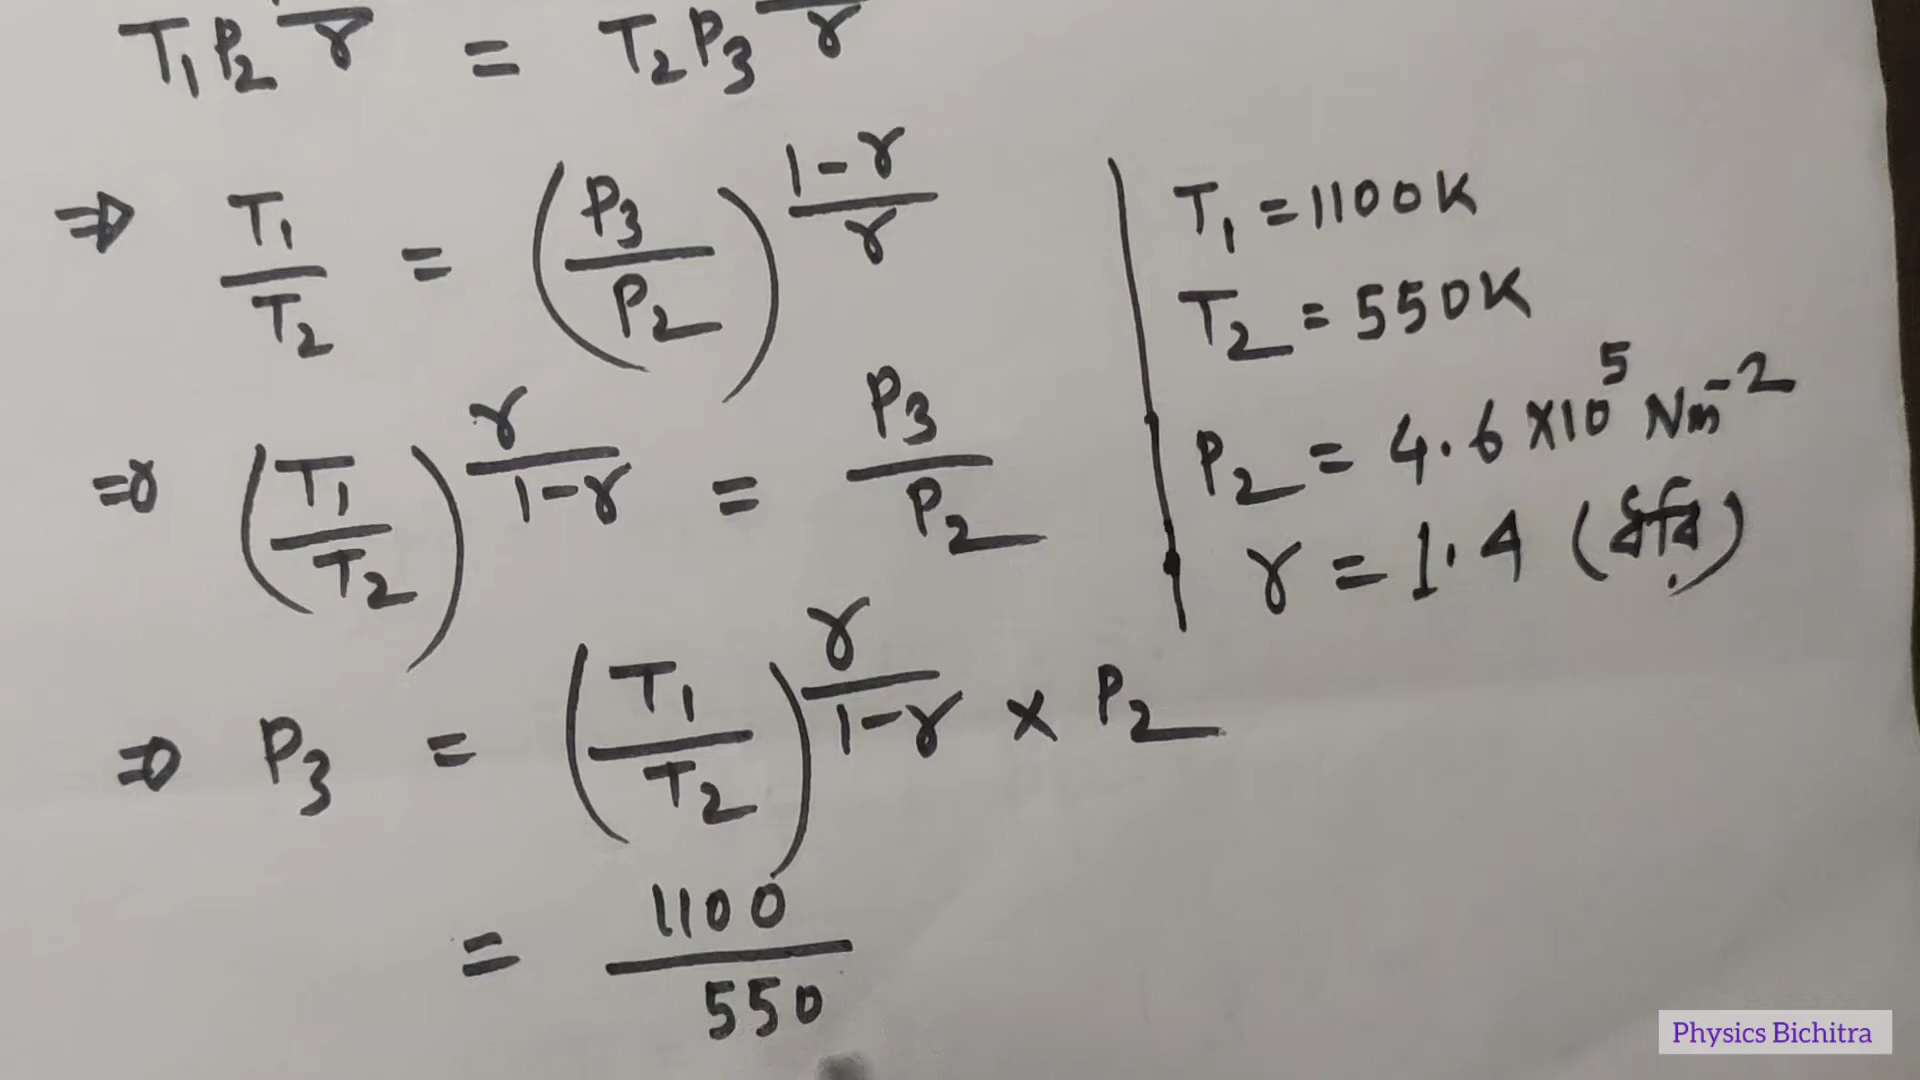 T₁P₂ ‾γ = T₂P₃ ‾γ
⇒ T₁/T₂ = (P₃/P₂)^((1-γ)/γ)
⇒ (T₁/T₂)^(γ/(1-γ)) = P₃/P₂
⇒ P₃ = (T₁/T₂)^(γ/(1-γ)) × P₂
= 1100/550
T₁ = 1100K
T₂ = 550K
P₂ = 4.6 × 10⁵ Nm⁻²
γ = 1.4
Physics Bichitra